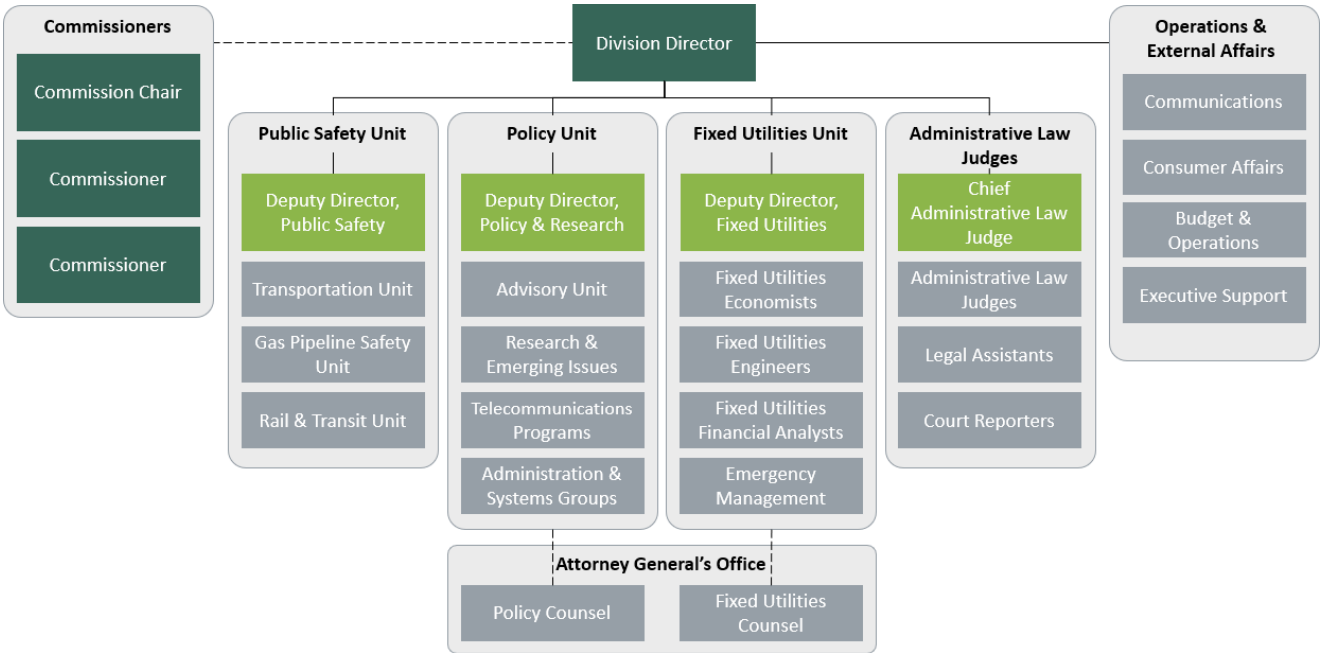 Commissioners
Commission Chair
Commissioner
Commissioner
Division Director
Operations &
External Affairs
Communications
Consumer Affairs
Budget &
Operations
Executive Support
Public Safety Unit
Deputy Director,
Public Safety
Transportation Unit
Gas Pipeline Safety
Unit
Rail & Transit Unit
Policy Unit
Deputy Director,
Policy & Research
Advisory Unit
Research &
Emerging Issues
Telecommunications
Programs
Administration &
Systems Groups
Fixed Utilities Unit
Deputy Director,
Fixed Utilities
Fixed Utilities
Economists
Fixed Utilities
Engineers
Fixed Utilities
Financial Analysts
Emergency
Management
Administrative Law
Judges
Chief
Administrative Law
Judge
Administrative Law
Judges
Legal Assistants
Court Reporters
Attorney General’s Office
Policy Counsel
Fixed Utilities
Counsel